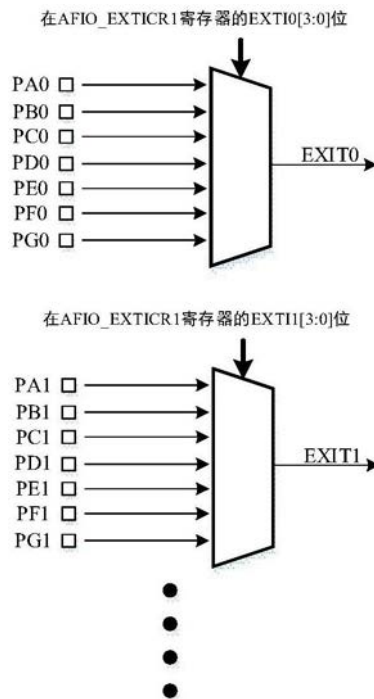 在AFIO_EXTICR1寄存器的EXTI0[3:0]位
PA0
PB0
PC0
PD0
PE0
PF0
PG0
EXIT0
在AFIO_EXTICR1寄存器的EXTI1[3:0]位
PA1
PB1
PC1
PD1
PE1
PF1
PG1
EXIT1